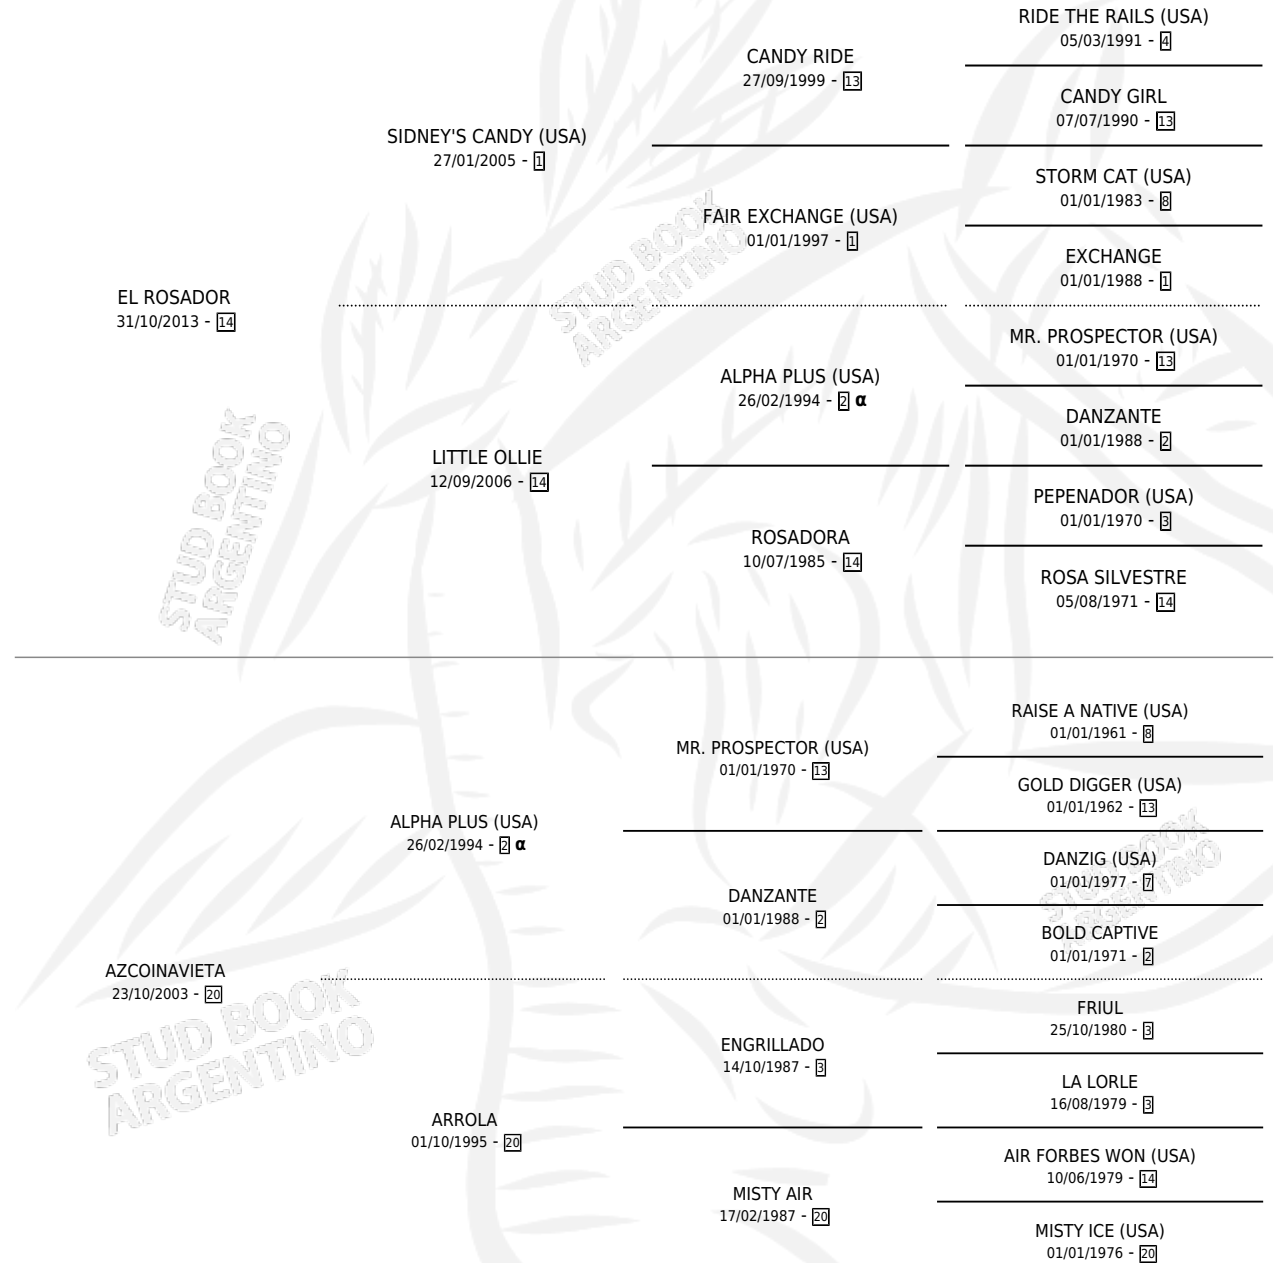 RIDE THE RAILS (USA)
05/03/1991 - 4
CANDY RIDE
27/09/1999 - 13
CANDY GIRL
07/07/1990 - 13
SIDNEY'S CANDY (USA)
27/01/2005 - 1
STORM CAT (USA)
01/01/1983 - 8
FAIR EXCHANGE (USA)
01/01/1997 - 1
EXCHANGE
01/01/1988 - 1
EL ROSADOR
31/10/2013 - 14
MR. PROSPECTOR (USA)
01/01/1970 - 13
ALPHA PLUS (USA)
26/02/1994 - 2 α
DANZANTE
01/01/1988 - 2
LITTLE OLLIE
12/09/2006 - 14
PEPENADOR (USA)
01/01/1970 - 3
ROSADORA
10/07/1985 - 14
ROSA SILVESTRE
05/08/1971 - 14
STUD BOOK
ARGENTINO
STUD BOOK
ARGENTINO
RAISE A NATIVE (USA)
01/01/1961 - 8
MR. PROSPECTOR (USA)
01/01/1970 - 13
GOLD DIGGER (USA)
01/01/1962 - 13
ALPHA PLUS (USA)
26/02/1994 - 2 α
DANZIG (USA)
01/01/1977 - 7
DANZANTE
01/01/1988 - 2
BOLD CAPTIVE
01/01/1971 - 2
AZCOINAVIETA
23/10/2003 - 20
FRIUL
25/10/1980 - 3
ENGRILLADO
14/10/1987 - 3
LA LORLE
16/08/1979 - 3
ARROLA
01/10/1995 - 20
AIR FORBES WON (USA)
10/06/1979 - 14
MISTY AIR
17/02/1987 - 20
MISTY ICE (USA)
01/01/1976 - 20
STUD BOOK
ARGENTINO
STUD BOOK
ARGENTINO